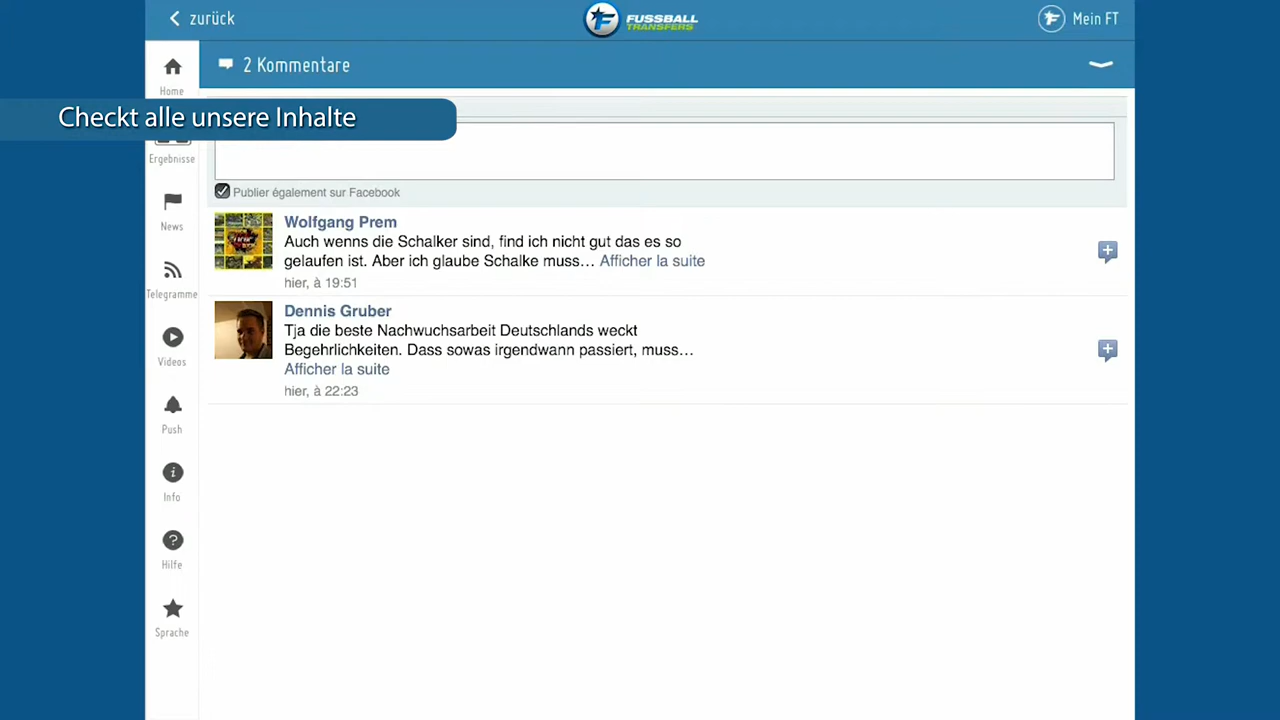 zurück
FUSSBALL
TRANSFERS
Mein FT
2 Kommentare
Home
Checkt alle unsere Inhalte
Ergebnisse
Publier également sur Facebook
News
Wolfgang Prem
Auch wenns die Schalker sind, find ich nicht gut das es so
gelaufen ist. Aber ich glaube Schalke muss... Afficher la suite
hier, à 19:51
Telegramme
Dennis Gruber
Tja die beste Nachwuchsarbeit Deutschlands weckt
Begehrlichkeiten. Dass sowas irgendwann passiert, muss...
Afficher la suite
hier, à 22:23
Videos
Push
Info
Hilfe
Sprache